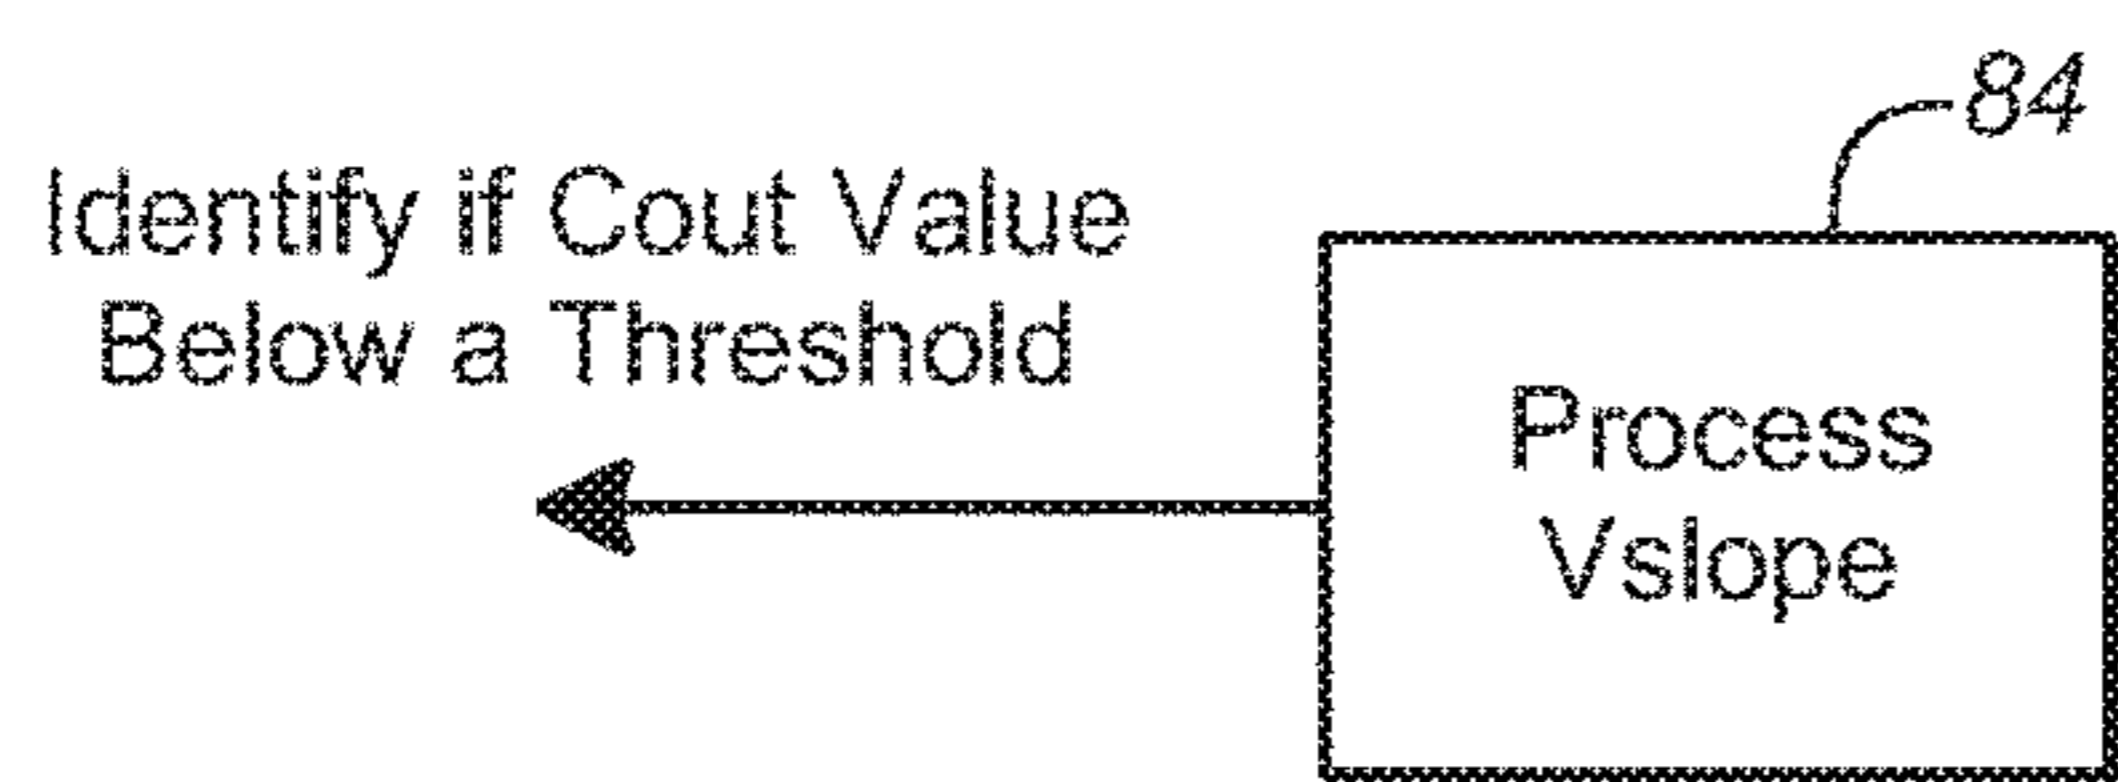 84
Identify if Cout Value
Below a Threshold
Process
Vslope